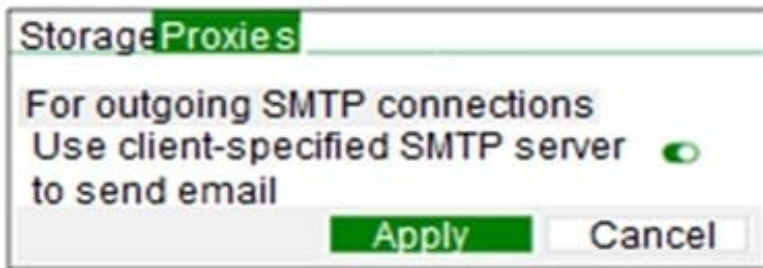 Storage Proxies
For outgoing SMTP connections
Use client-specified SMTP server
to send email
Apply Cancel